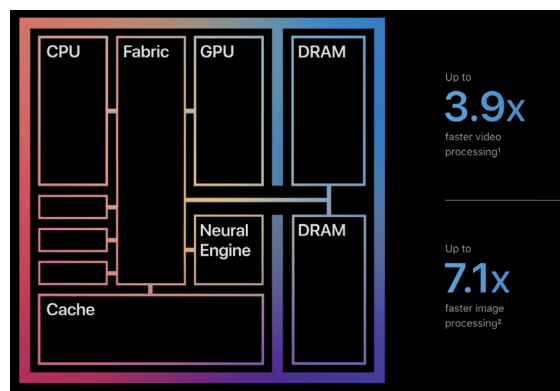 CPU
Fabric
GPU
DRAM
Neural
Engine
DRAM
Cache
Up to
3.9x
faster video
processing¹
Up to
7.1x
faster image
processing²